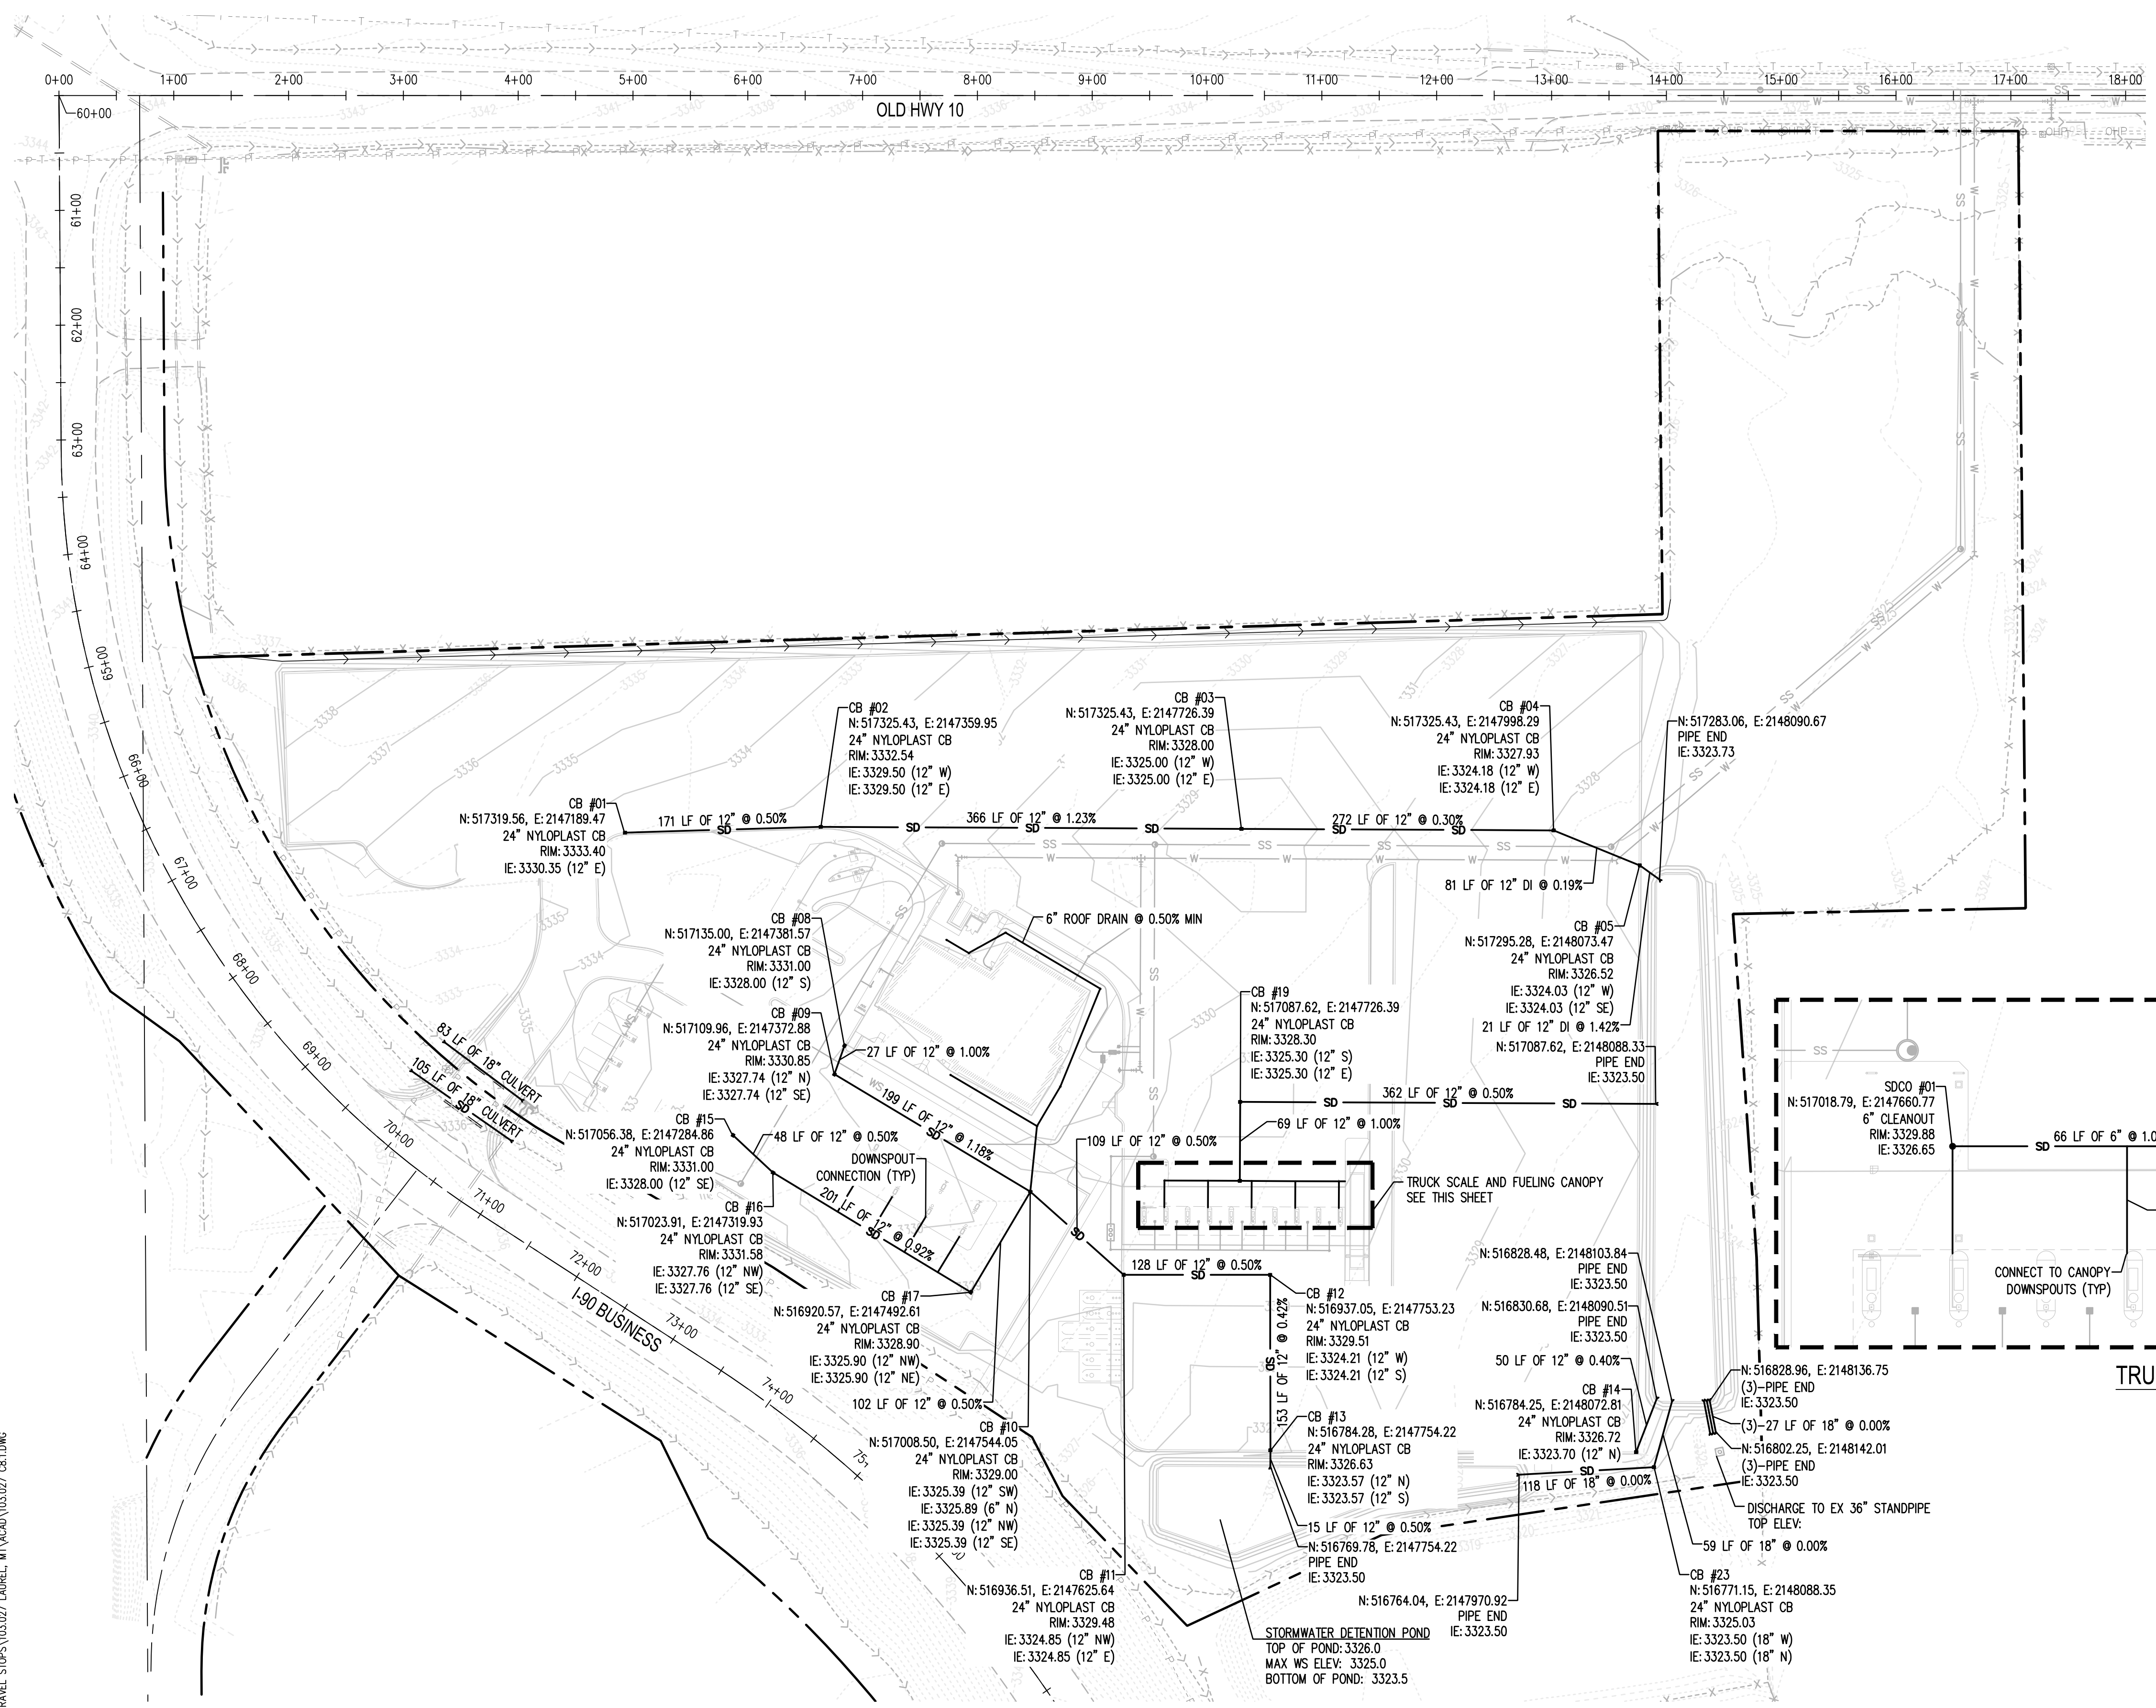 0+00 1+00 2+00 3+00 4+00 5+00 6+00 7+00 8+00 9+00 10+00 11+00 12+00 13+00 14+00 15+00 16+00 17+00 18+00
60+00
OLD HWY 10
61+00
62+00
63+00
64+00
65+00
66+00
67+00
68+00
69+00
70+00
71+00
72+00
73+00
74+00
I-90 BUSINESS
CB #01
N: 517319.56, E: 2147189.47
24" NYLOPLAST CB
RIM: 3333.40
IE: 3330.35 (12" E)
171 LF OF 12" @ 0.50%
SD
CB #02
N: 517325.43, E: 2147359.95
24" NYLOPLAST CB
RIM: 3332.54
IE: 3329.50 (12" W)
IE: 3329.50 (12" E)
366 LF OF 12" @ 1.23%
SD SD SD
CB #03
N: 517325.43, E: 2147726.39
24" NYLOPLAST CB
RIM: 3328.00
IE: 3325.00 (12" W)
IE: 3325.00 (12" E)
272 LF OF 12" @ 0.30%
SD SD
CB #04
N: 517325.43, E: 2147998.29
24" NYLOPLAST CB
RIM: 3327.93
IE: 3324.18 (12" W)
IE: 3324.18 (12" E)
N: 517283.06, E: 2148090.67
PIPE END
IE: 3323.73
81 LF OF 12" DI @ 0.19%
CB #05
N: 517295.28, E: 2148073.47
24" NYLOPLAST CB
RIM: 3326.52
IE: 3324.03 (12" W)
IE: 3324.03 (12" SE)
21 LF OF 12" DI @ 1.42%
N: 517087.62, E: 2148088.33
PIPE END
IE: 3323.50
CB #08
N: 517135.00, E: 2147381.57
24" NYLOPLAST CB
RIM: 3331.00
IE: 3328.00 (12" S)
6" ROOF DRAIN @ 0.50% MIN
CB #09
N: 517109.96, E: 2147372.88
24" NYLOPLAST CB
RIM: 3330.85
IE: 3327.74 (12" N)
IE: 3327.74 (12" SE)
27 LF OF 12" @ 1.00%
199 LF OF 12" @ 1.18%
SD
CB #19
N: 517087.62, E: 2147726.39
24" NYLOPLAST CB
RIM: 3328.30
IE: 3325.30 (12" S)
IE: 3325.30 (12" E)
362 LF OF 12" @ 0.50%
SD SD SD
69 LF OF 12" @ 1.00%
83 LF OF 18" CULVERT
105 LF OF 18" CULVERT
SD
CB #15
N: 517056.38, E: 2147284.86
24" NYLOPLAST CB
RIM: 3331.00
IE: 3328.00 (12" SE)
48 LF OF 12" @ 0.50%
DOWNSPOUT
CONNECTION (TYP)
109 LF OF 12" @ 0.50%
SD
201 LF OF 12" @ 0.92%
SD
CB #16
N: 517023.91, E: 2147319.93
24" NYLOPLAST CB
RIM: 3331.58
IE: 3327.76 (12" NW)
IE: 3327.76 (12" SE)
TRUCK SCALE AND FUELING CANOPY
SEE THIS SHEET
128 LF OF 12" @ 0.50%
SD
CB #17
N: 516920.57, E: 2147492.61
24" NYLOPLAST CB
RIM: 3328.90
IE: 3325.90 (12" NW)
IE: 3325.90 (12" NE)
102 LF OF 12" @ 0.50%
CB #12
N: 516937.05, E: 2147753.23
24" NYLOPLAST CB
RIM: 3329.51
IE: 3324.21 (12" W)
IE: 3324.21 (12" S)
153 LF OF 12" @ 0.42%
SD
CB #10
N: 517008.50, E: 2147544.05
24" NYLOPLAST CB
RIM: 3329.00
IE: 3325.39 (12" SW)
IE: 3325.89 (6" N)
IE: 3325.39 (12" NW)
IE: 3325.39 (12" SE)
CB #13
N: 516784.28, E: 2147754.22
24" NYLOPLAST CB
RIM: 3326.63
IE: 3323.57 (12" N)
IE: 3323.57 (12" S)
15 LF OF 12" @ 0.50%
N: 516769.78, E: 2147754.22
PIPE END
IE: 3323.50
CB #11
N: 516936.51, E: 2147625.64
24" NYLOPLAST CB
RIM: 3329.48
IE: 3324.85 (12" NW)
IE: 3324.85 (12" E)
STORMWATER DETENTION POND
TOP OF POND: 3326.0
MAX WS ELEV: 3325.0
BOTTOM OF POND: 3323.5
N: 516828.48, E: 2148103.84
PIPE END
IE: 3323.50
N: 516830.68, E: 2148090.51
PIPE END
IE: 3323.50
50 LF OF 12" @ 0.40%
CB #14
N: 516784.25, E: 2148072.81
24" NYLOPLAST CB
RIM: 3326.72
IE: 3323.70 (12" N)
SD
118 LF OF 18" @ 0.00%
N: 516764.04, E: 2147970.92
PIPE END
IE: 3323.50
N: 516828.96, E: 2148136.75
(3)-PIPE END
IE: 3323.50
(3)-27 LF OF 18" @ 0.00%
N: 516802.25, E: 2148142.01
(3)-PIPE END
IE: 3323.50
DISCHARGE TO EX 36" STANDPIPE
TOP ELEV:
59 LF OF 18" @ 0.00%
CB #23
N: 516771.15, E: 2148088.35
24" NYLOPLAST CB
RIM: 3325.03
IE: 3323.50 (18" W)
IE: 3323.50 (18" N)
SS
SDCO #01
N: 517018.79, E: 2147660.77
6" CLEANOUT
RIM: 3329.88
IE: 3326.65
SD 66 LF OF 6" @ 1.0
CONNECT TO CANOPY
DOWNSPOUTS (TYP)
TRU
RAVEL STOPS\103.027 LAUREL, MT\ACAD\103.027 C8.1.DWG